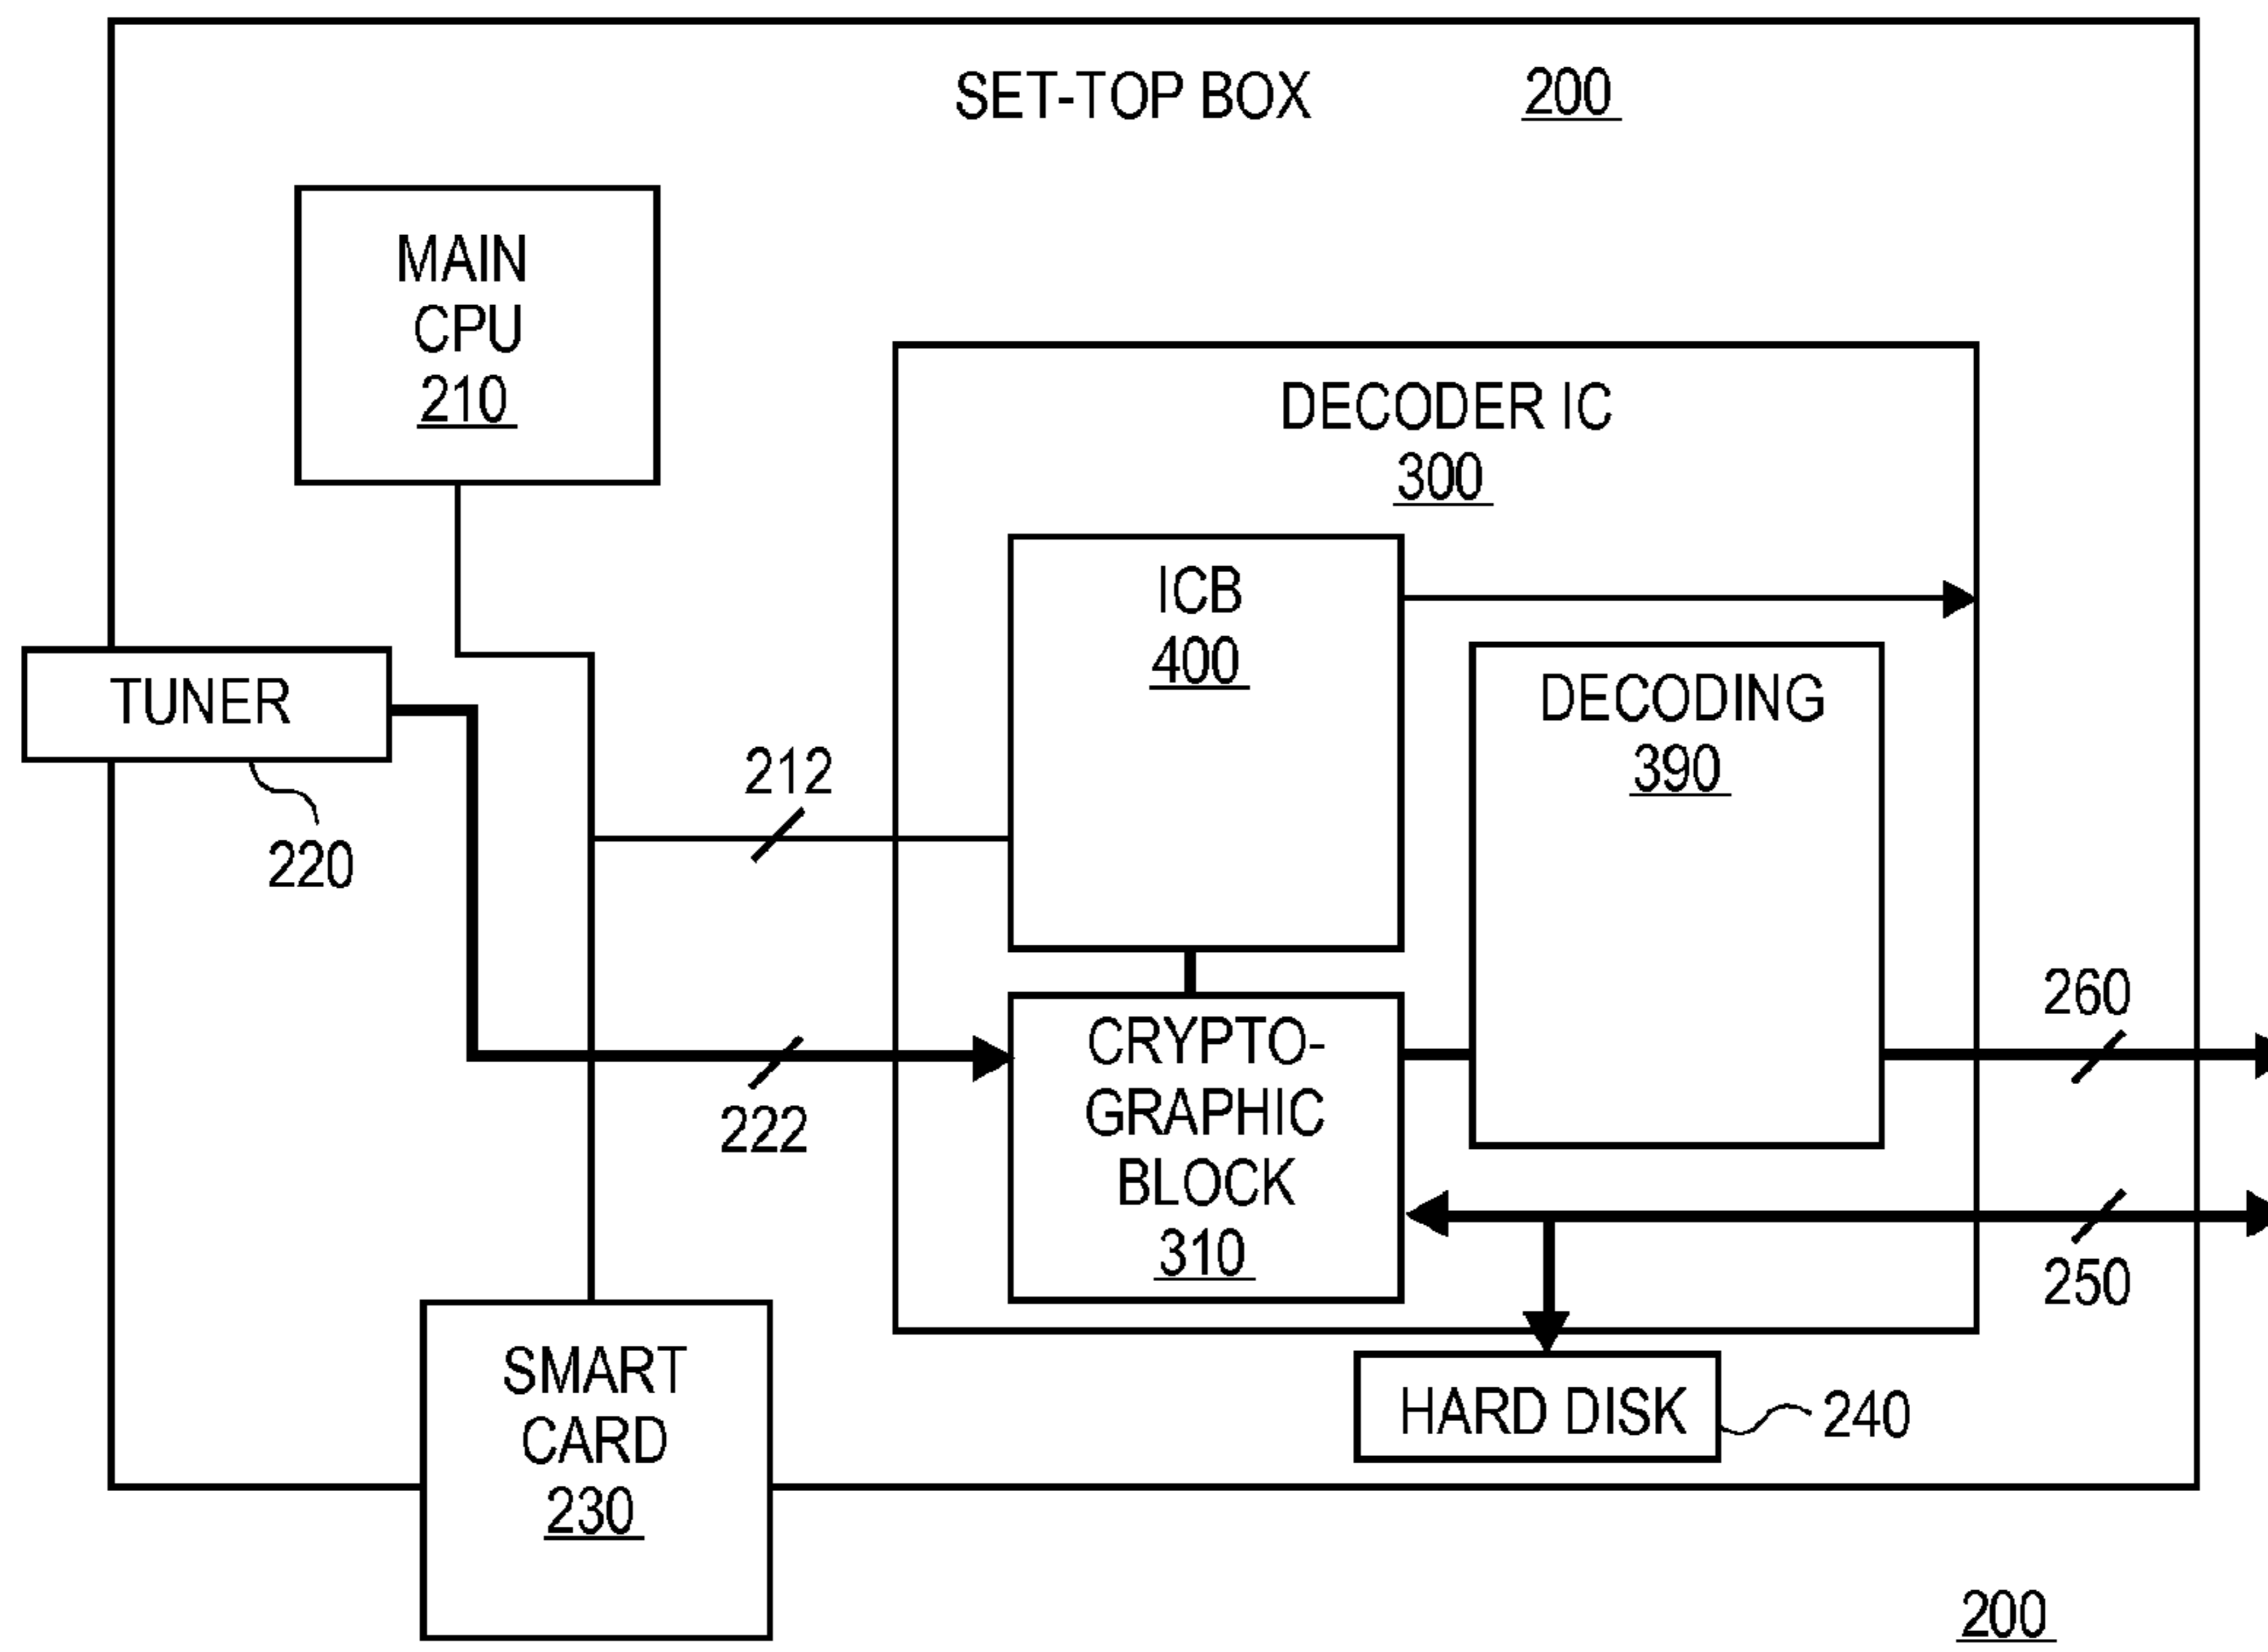 SET-TOP BOX 200
MAIN
CPU
210
DECODER IC
300
ICB
400
TUNER
220
DECODING
390
212
222
CRYPTO-
GRAPHIC
BLOCK
310
260
250
SMART
CARD
230
HARD DISK
240
200